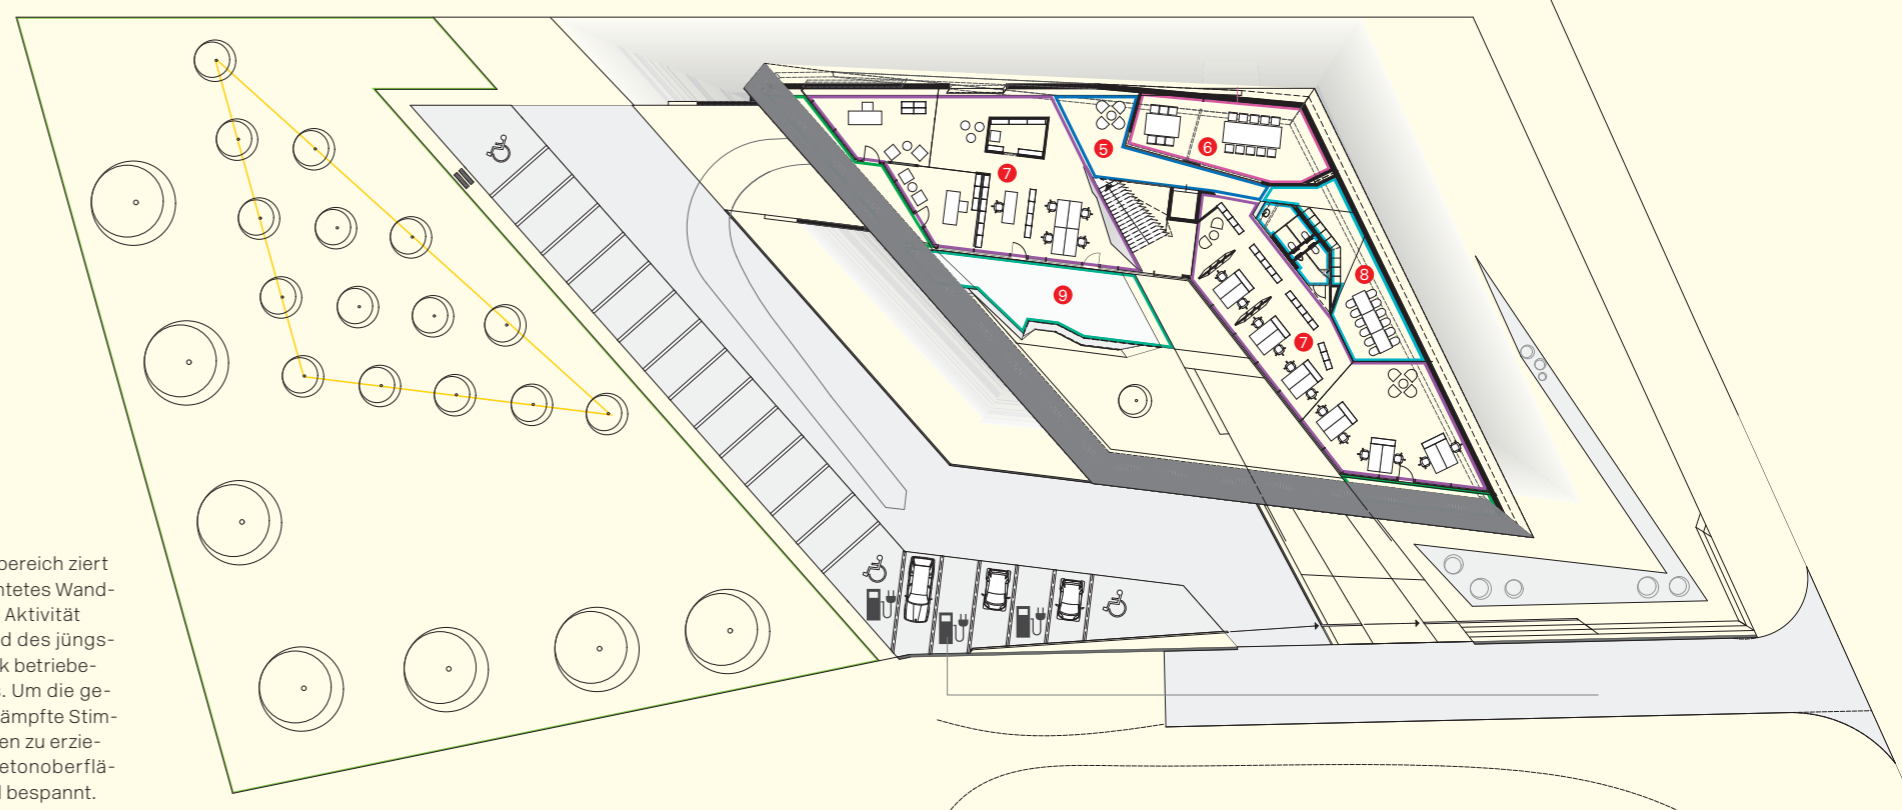 bereich ziert
ntetes Wand-
Aktivität
d des jüngs-
k betriebe-
. Um die ge-
ämpfte Stim-
en zu erzie-
etonoberflä-
l bespannt.
5
6
7
8
7
9